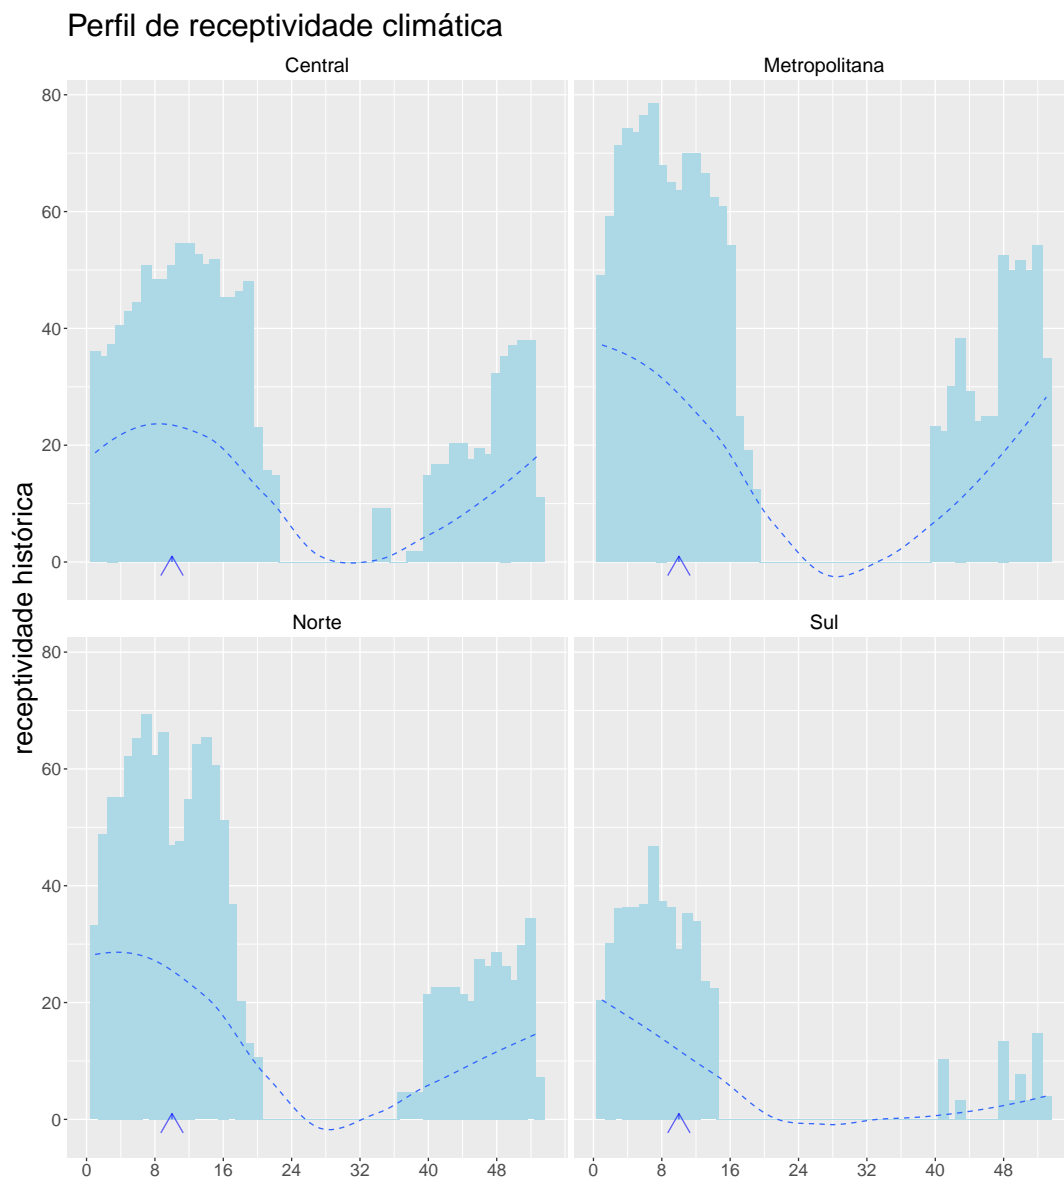 Perfil de receptividade climática
Central
Metropolitana
80
60
40
20
0
Norte
Sul
80
60
40
20
0
receptividade histórica
0 8 16 24 32 40 48
0 8 16 24 32 40 48